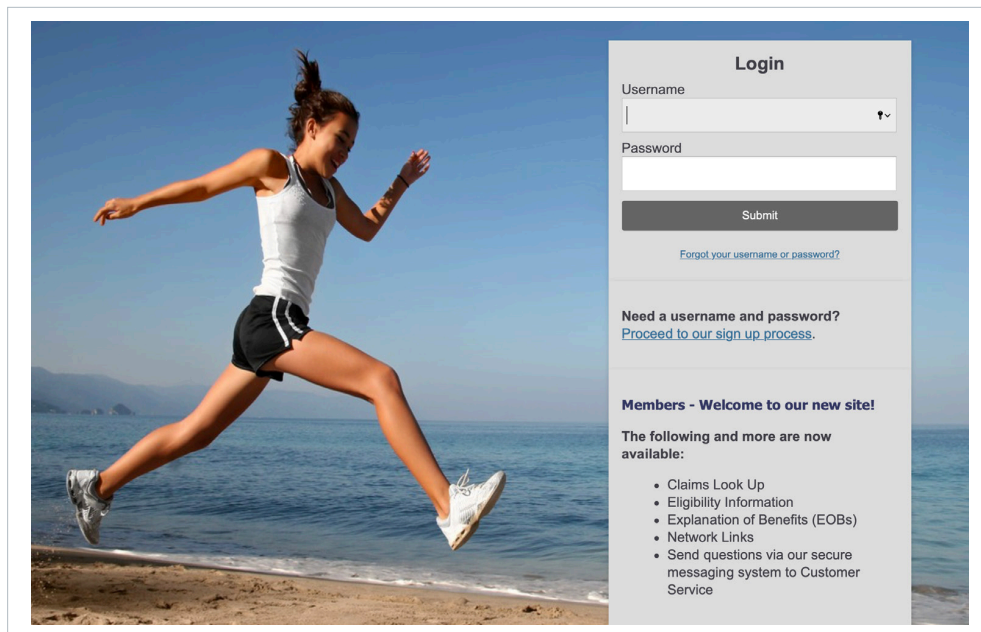 Login
Username
Password
Submit
Forgot your username or password?
Need a username and password?
Proceed to our sign up process.
Members - Welcome to our new site!
The following and more are now
available:
• Claims Look Up
• Eligibility Information
• Explanation of Benefits (EOBs)
• Network Links
• Send questions via our secure
messaging system to Customer
Service